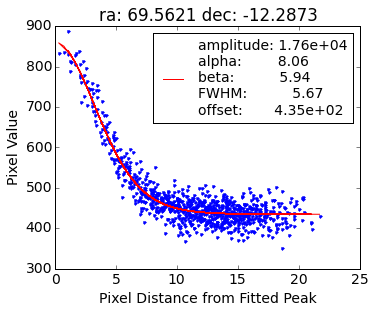 ra: 69.5621 dec: -12.2873
amplitude: 1.76e+04
alpha: 8.06
beta: 5.94
FWHM: 5.67
offset: 4.35e+02
Pixel Value
900
800
700
600
500
400
300
0 5 10 15 20 25
Pixel Distance from Fitted Peak